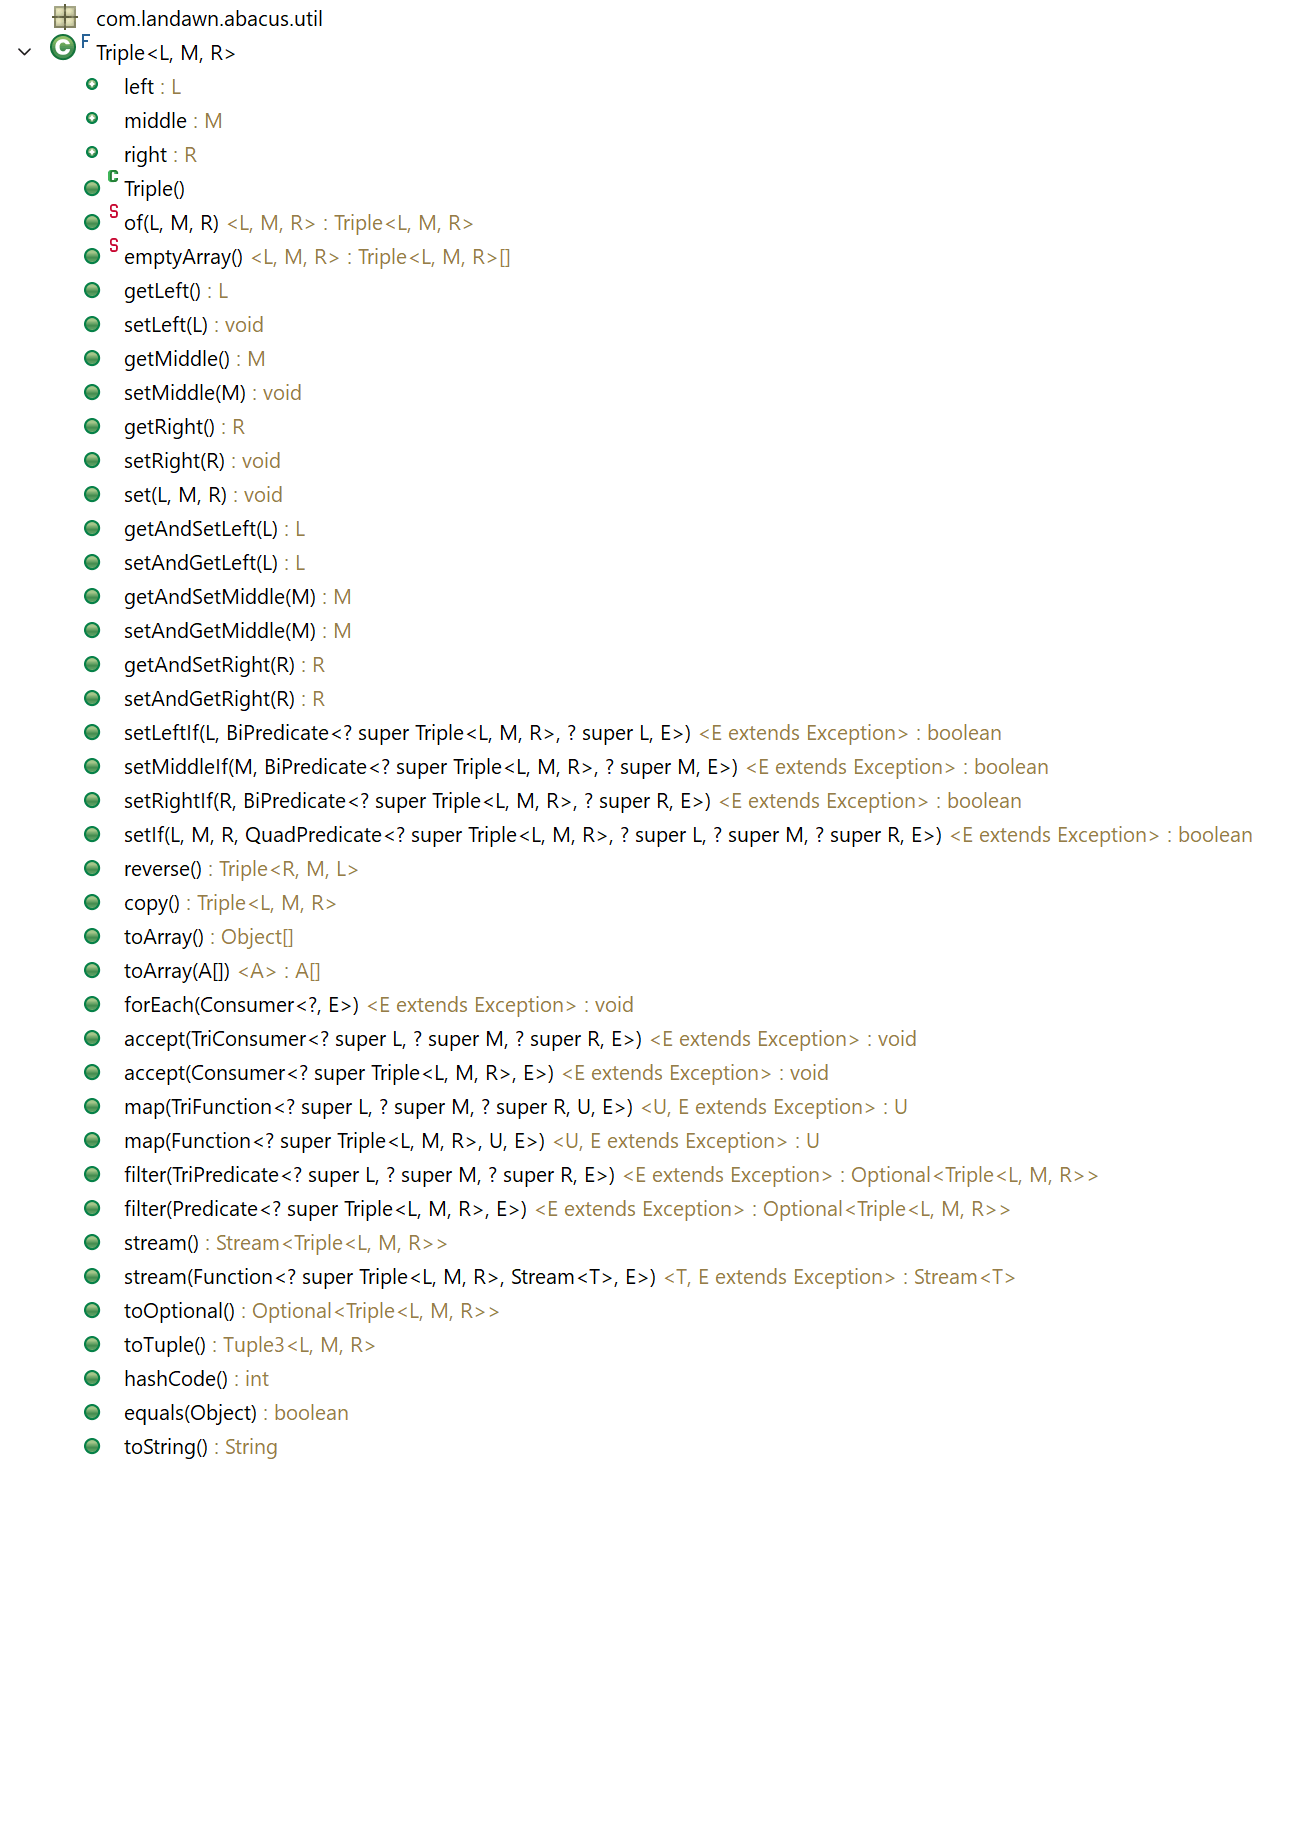 com.landawn.abacus.util
Triple<L, M, R>
left : L
middle : M
right : R
Triple()
of(L, M, R) <L, M, R> : Triple<L, M, R>
emptyArray() <L, M, R> : Triple<L, M, R>[]
getLeft() : L
setLeft(L) : void
getMiddle() : M
setMiddle(M) : void
getRight() : R
setRight(R) : void
set(L, M, R) : void
getAndSetLeft(L) : L
setAndGetLeft(L) : L
getAndSetMiddle(M) : M
setAndGetMiddle(M) : M
getAndSetRight(R) : R
setAndGetRight(R) : R
setLeftIf(L, BiPredicate<? super Triple<L, M, R>, ? super L, E>) <E extends Exception> : boolean
setMiddleIf(M, BiPredicate<? super Triple<L, M, R>, ? super M, E>) <E extends Exception> : boolean
setRightIf(R, BiPredicate<? super Triple<L, M, R>, ? super R, E>) <E extends Exception> : boolean
setIf(L, M, R, QuadPredicate<? super Triple<L, M, R>, ? super L, ? super M, ? super R, E>) <E extends Exception> : boolean
reverse() : Triple<R, M, L>
copy() : Triple<L, M, R>
toArray() : Object[]
toArray(A[]) <A> : A[]
forEach(Consumer<?, E>) <E extends Exception> : void
accept(TriConsumer<? super L, ? super M, ? super R, E>) <E extends Exception> : void
accept(Consumer<? super Triple<L, M, R>, E>) <E extends Exception> : void
map(TriFunction<? super L, ? super M, ? super R, U, E>) <U, E extends Exception> : U
map(Function<? super Triple<L, M, R>, U, E>) <U, E extends Exception> : U
filter(TriPredicate<? super L, ? super M, ? super R, E>) <E extends Exception> : Optional<Triple<L, M, R>>
filter(Predicate<? super Triple<L, M, R>, E>) <E extends Exception> : Optional<Triple<L, M, R>>
stream() : Stream<Triple<L, M, R>>
stream(Function<? super Triple<L, M, R>, Stream<T>, E>) <T, E extends Exception> : Stream<T>
toOptional() : Optional<Triple<L, M, R>>
toTuple() : Tuple3<L, M, R>
hashCode() : int
equals(Object) : boolean
toString() : String